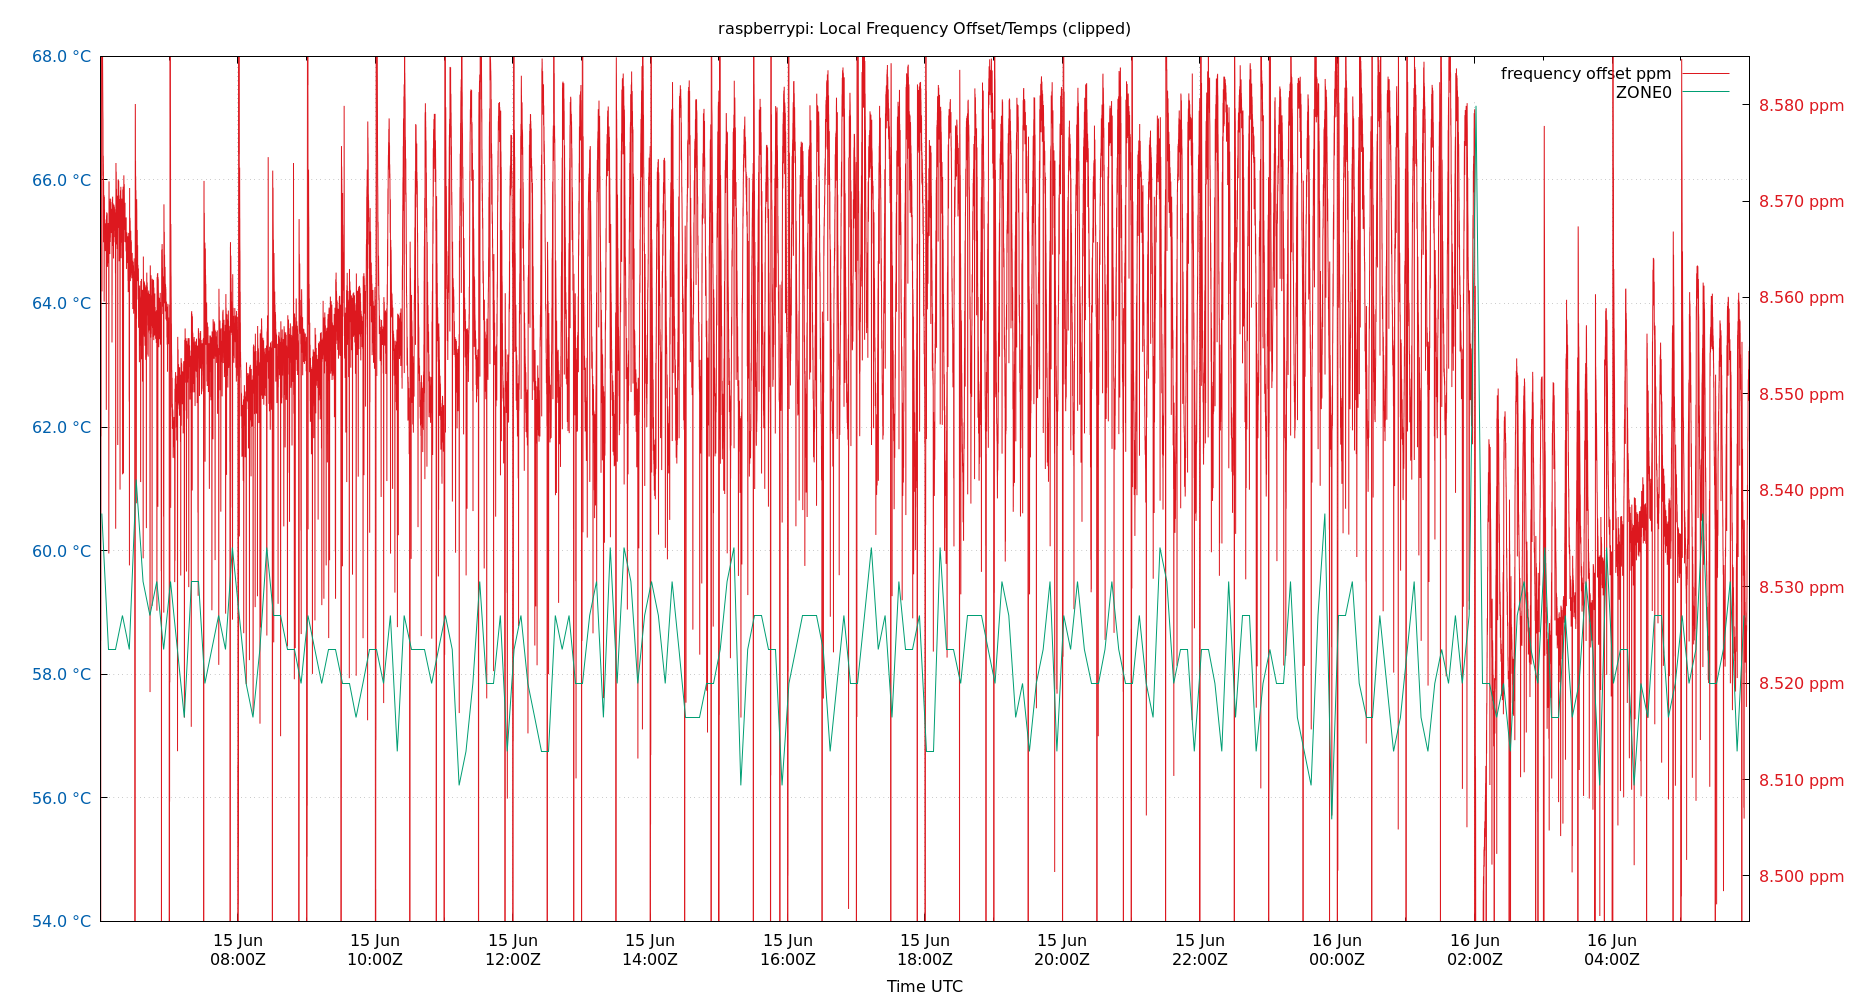 raspberrypi: Local Frequency Offset/Temps (clipped)
68.0 °C
66.0 °C
64.0 °C
62.0 °C
60.0 °C
58.0 °C
56.0 °C
54.0 °C
frequency offset ppm
ZONE0
8.580 ppm
8.570 ppm
8.560 ppm
8.550 ppm
8.540 ppm
8.530 ppm
8.520 ppm
8.510 ppm
8.500 ppm
15 Jun 15 Jun 15 Jun 15 Jun 15 Jun 15 Jun 15 Jun 15 Jun 16 Jun 16 Jun 16 Jun
08:00Z 10:00Z 12:00Z 14:00Z 16:00Z 18:00Z 20:00Z 22:00Z 00:00Z 02:00Z 04:00Z
Time UTC